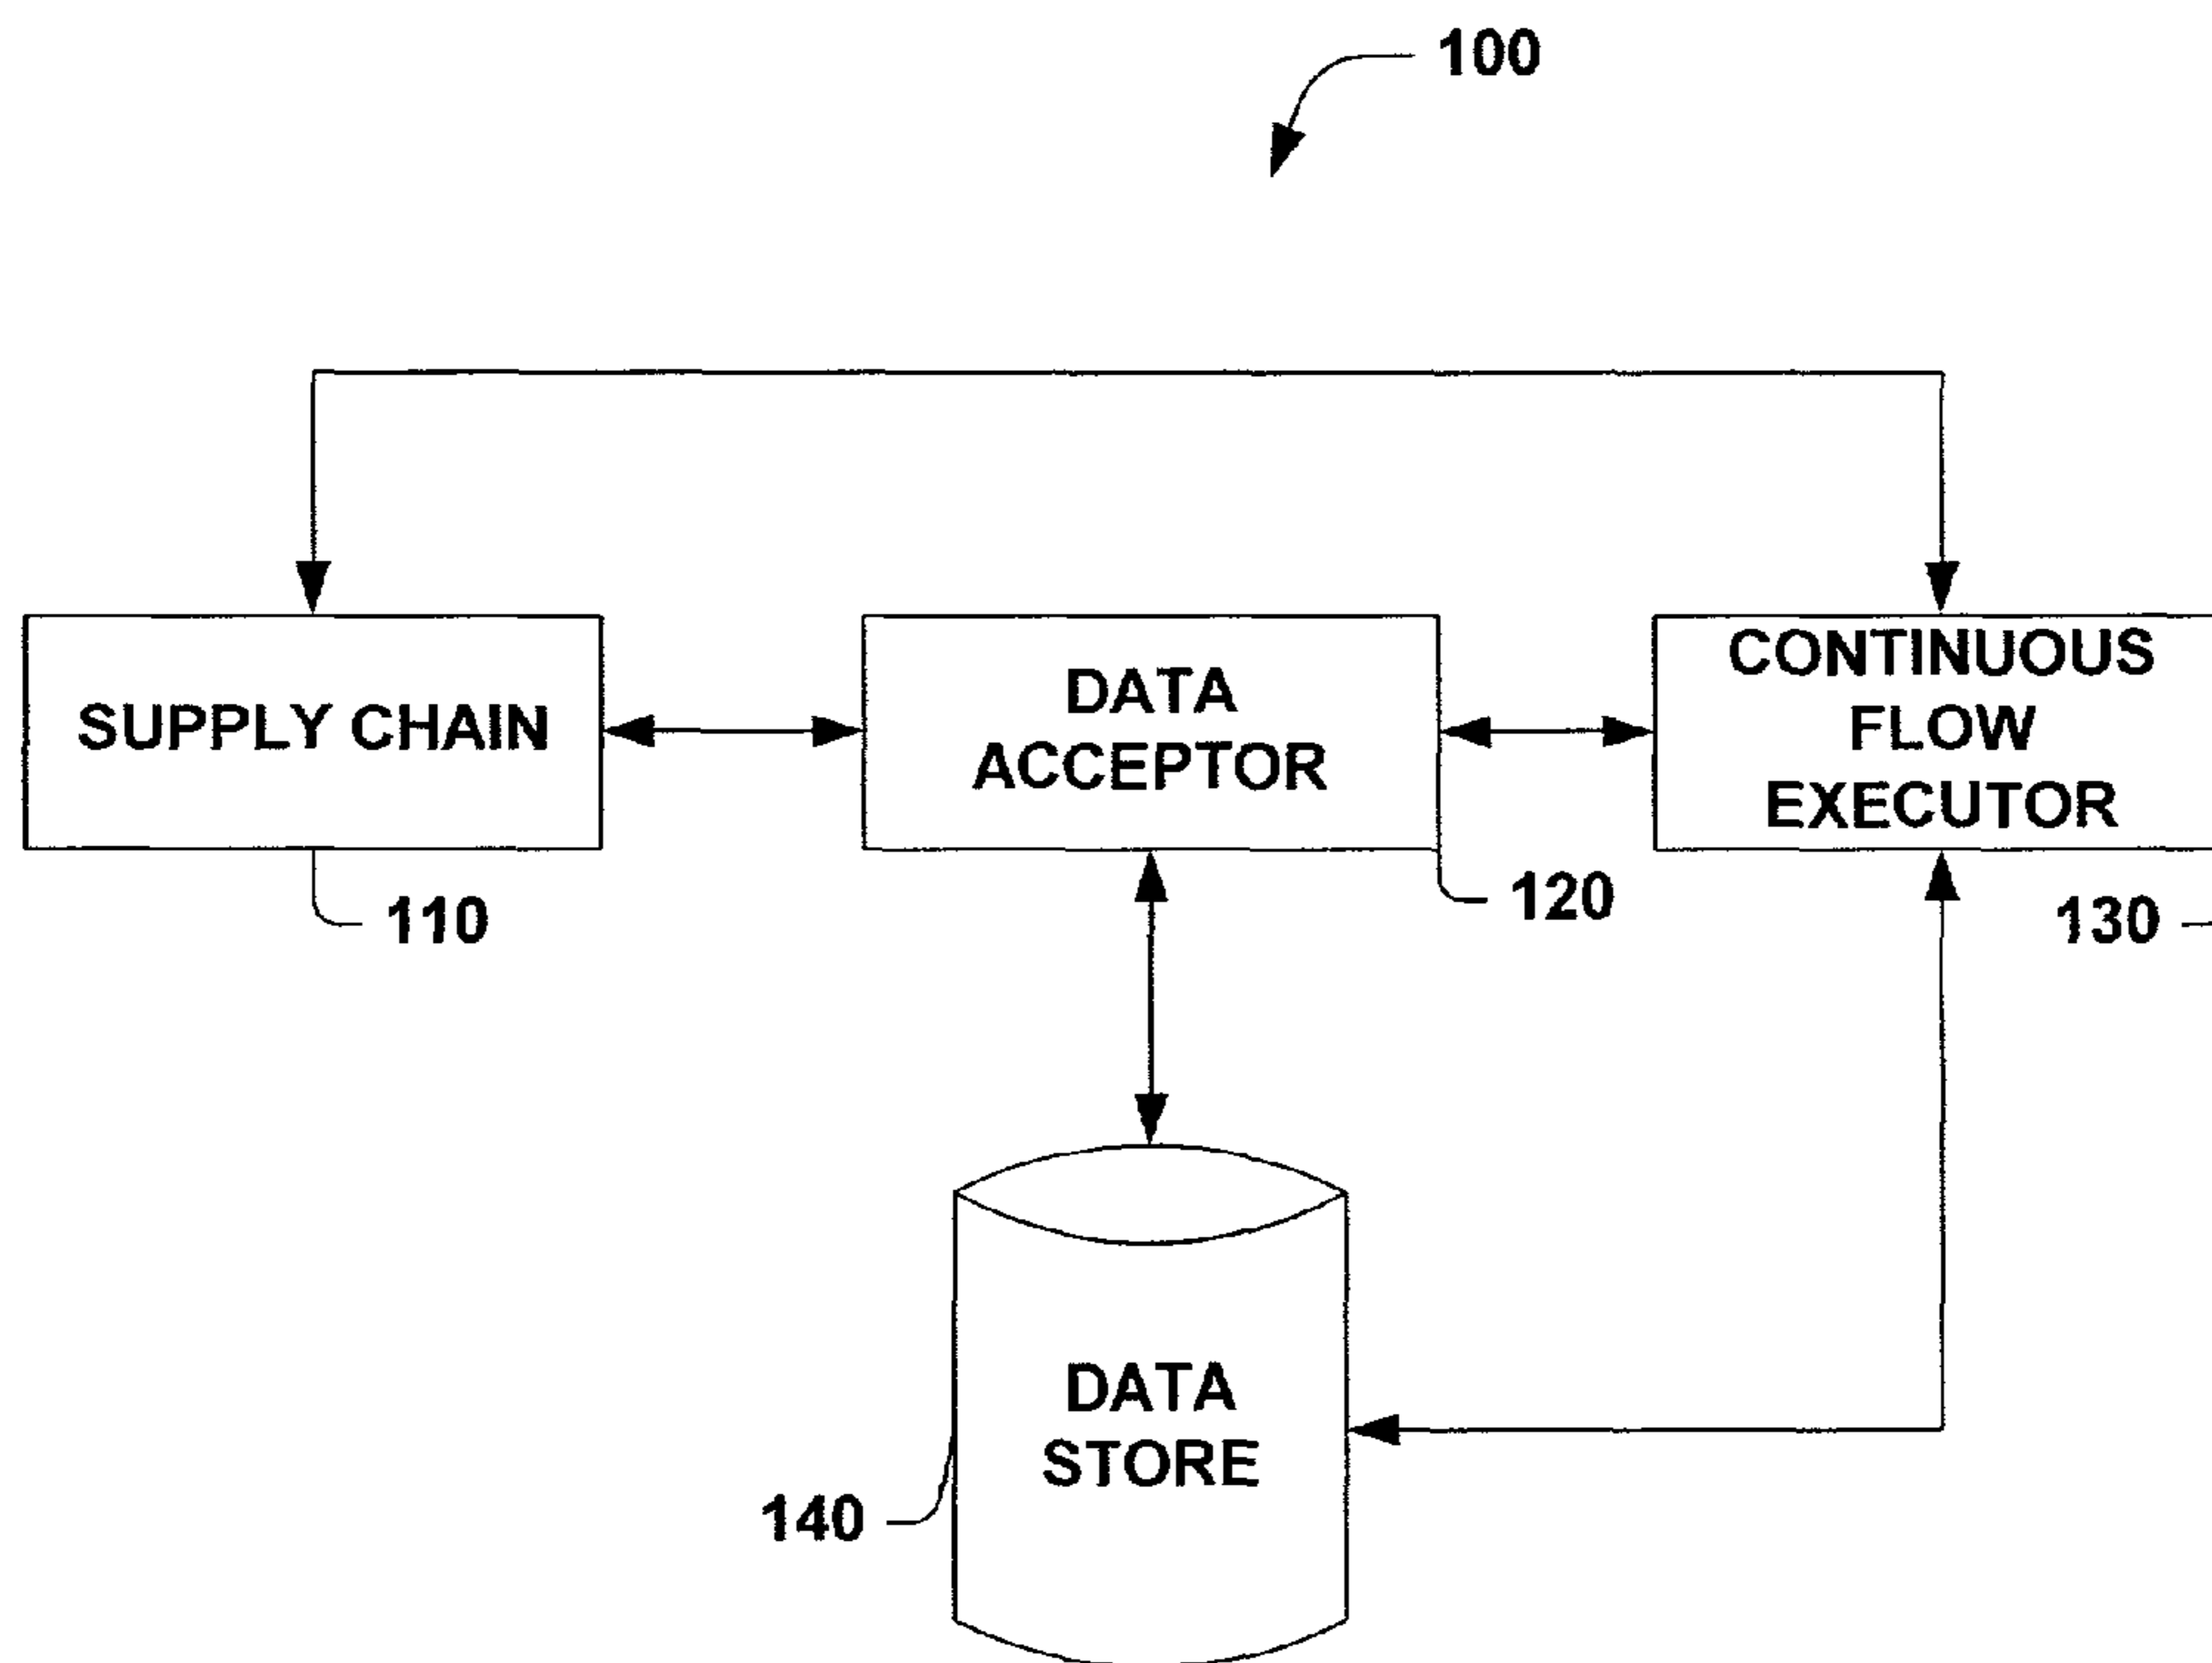 100
SUPPLY CHAIN
DATA
ACCEPTOR
CONTINUOUS
FLOW
EXECUTOR
110
120
130
DATA
STORE
140